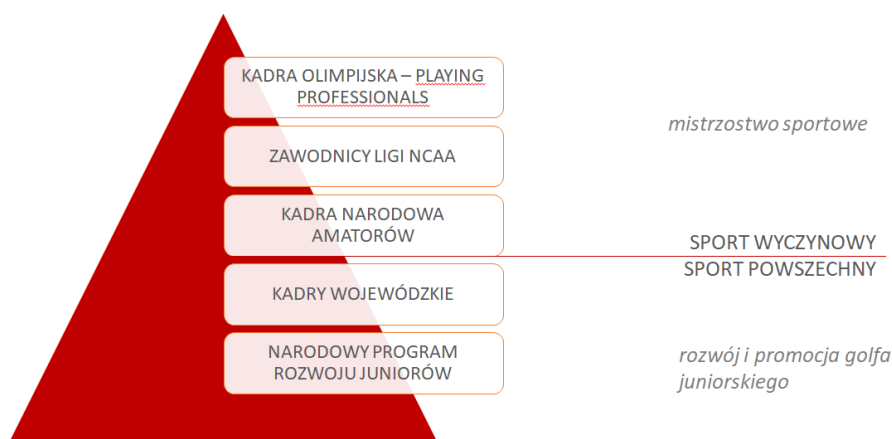 KADRA OLIMPIJSKA – PLAYING
PROFESSIONALS
mistrzostwo sportowe
ZAWODNICY LIGI NCAA
KADRA NARODOWA
AMATORÓW
SPORT WYCZYNOWY
SPORT POWSZECHNY
KADRY WOJEWÓDZKIE
NARODOWY PROGRAM
ROZWOJU JUNIORÓW
rozwój i promocja golfa
juniorskiego